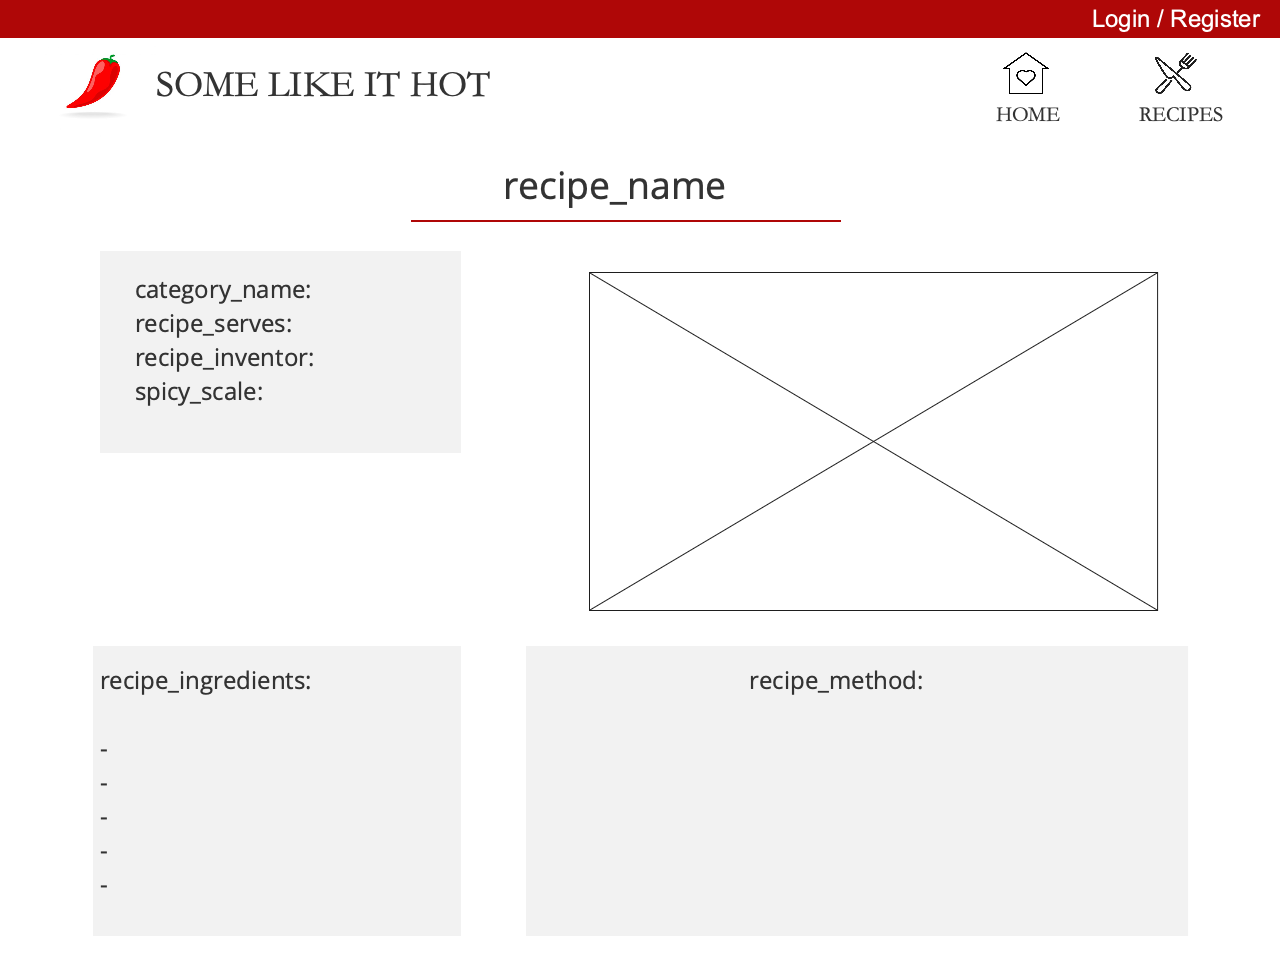 Login / Register
SOME LIKE IT HOT
HOME
RECIPES
recipe_name
category_name:
recipe_serves:
recipe_inventor:
spicy_scale:
recipe_ingredients:
-
-
-
-
-
recipe_method: